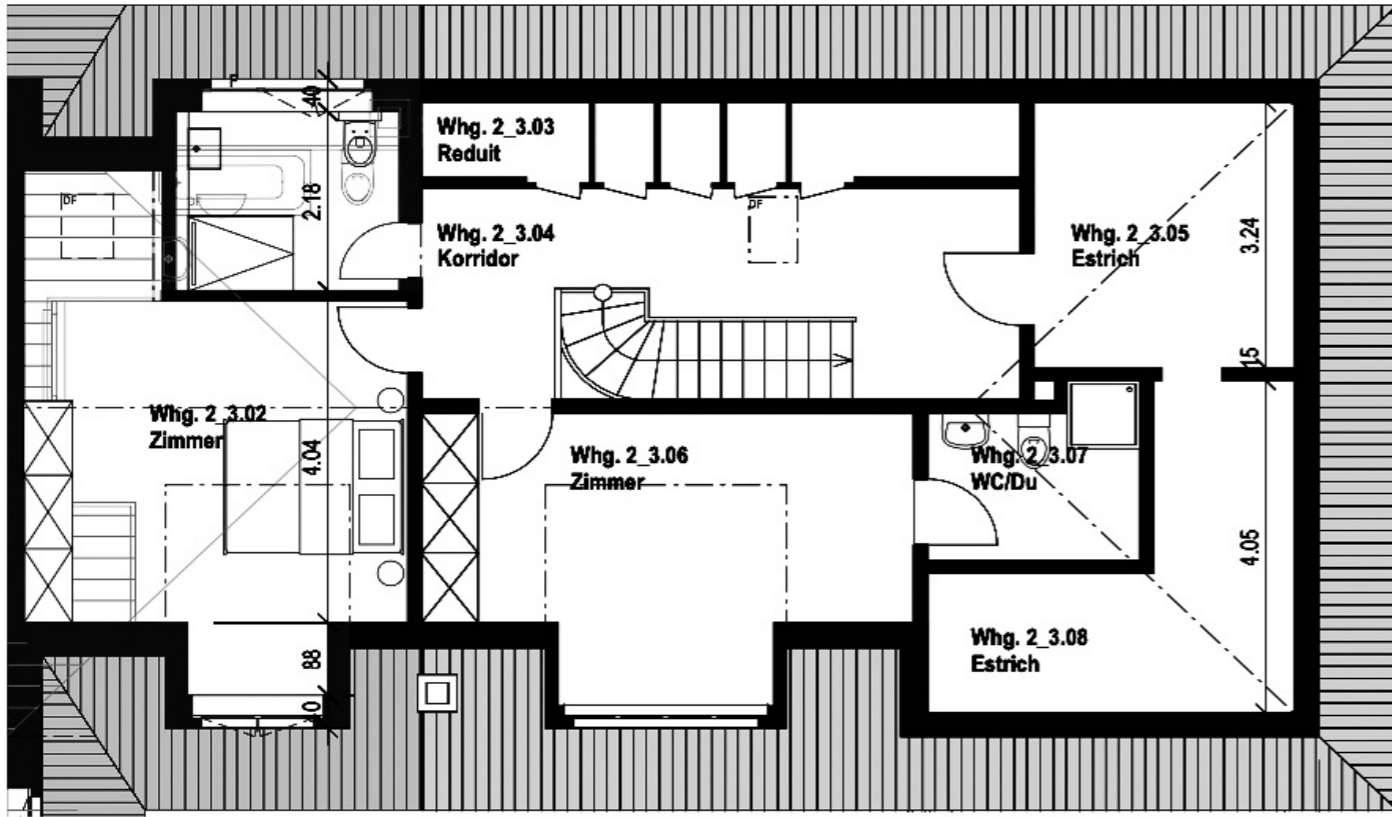 F
40
Whg. 2_3.03
Reduit
DF
2.18
DF
Whg. 2_3.04
Korridor
Whg. 2_3.05
Estrich
3.24
15
Whg. 2_3.02
Zimmer
4.04
Whg. 2_3.06
Zimmer
Whg. 2_3.07
WC/Du
4.05
Whg. 2_3.08
Estrich
88
40